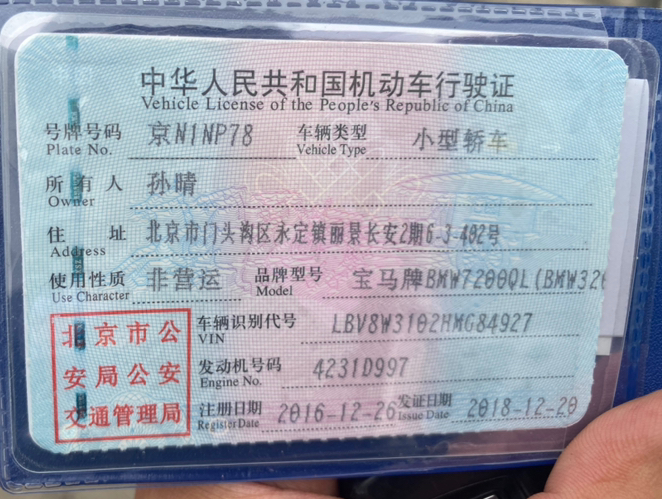 中华人民共和国机动车行驶证
Vehicle License of the People's Republic of China
号牌号码 京N1NP78 车辆类型 小型轿车
Plate No. Vehicle Type
所有人 孙晴
Owner
住址 北京市门头沟区永定镇丽景长安2期6-3-402号
Address
使用性质 非营运 品牌型号 宝马牌BMW7200QL(BMW320
Use Character Model
北京市公
安局公安
交通管理局
车辆识别代号 LBV8W3102HMG84927
VIN
发动机号码 4231D997
Engine No.
注册日期 2016-12-26 发证日期 2018-12-20
Register Date Issue Date